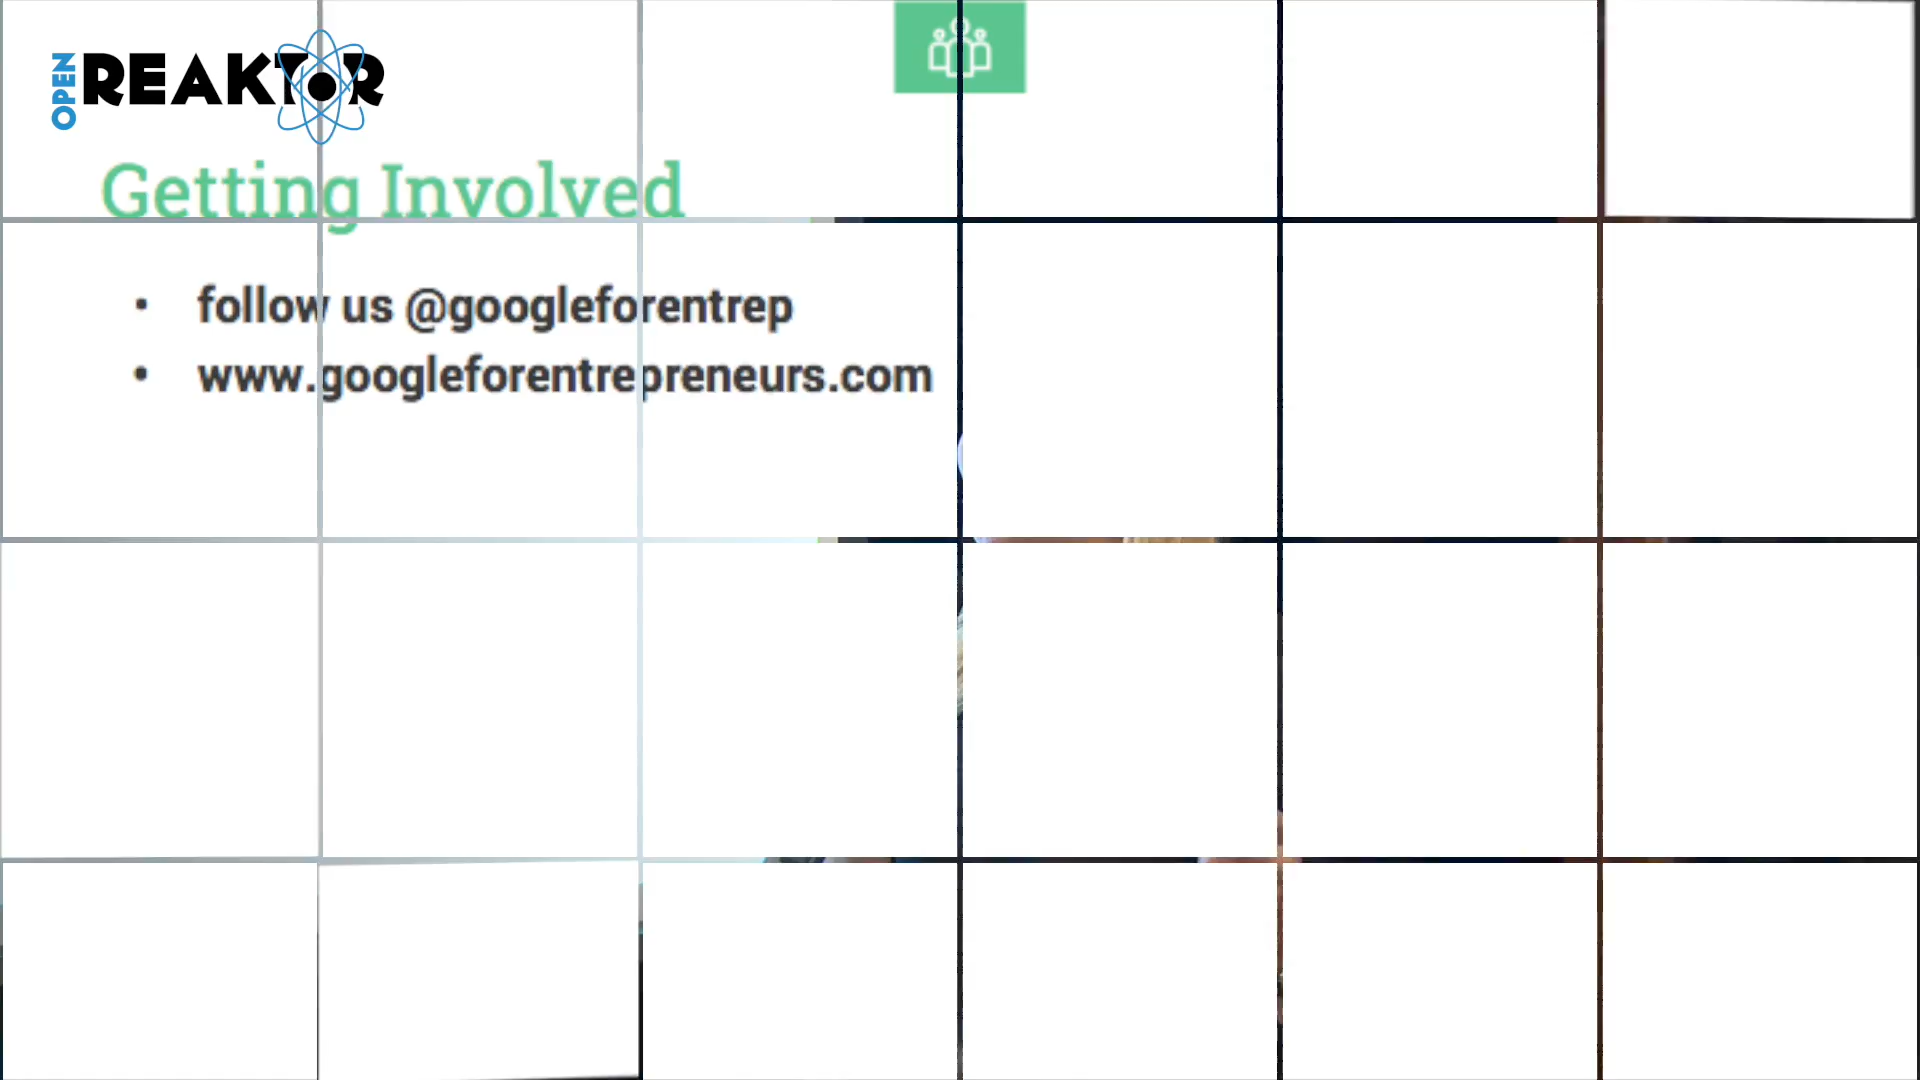 OPEN REAKTOR
Getting Involved
• follow us @googleforentrep
• www.googleforentrepreneurs.com